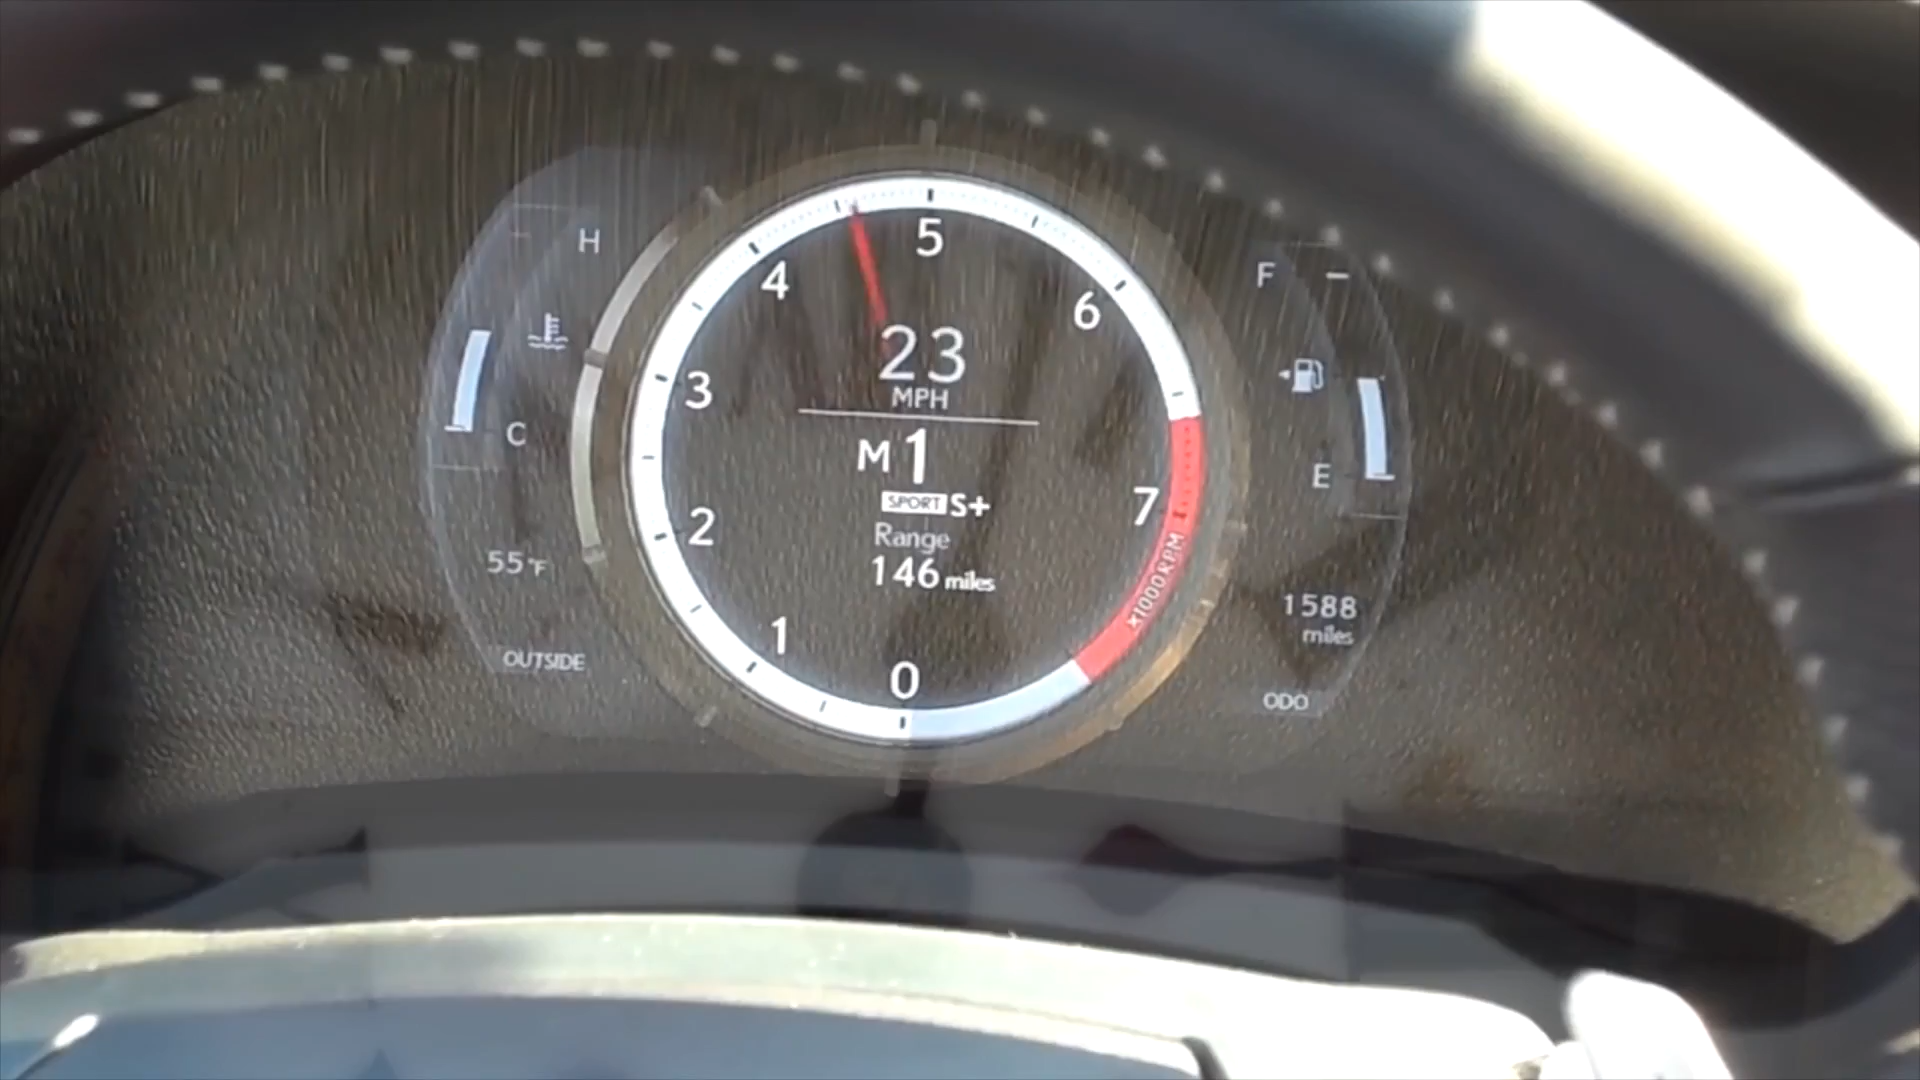 H
C
55°F
OUTSIDE
0
1
2
3
4
5
6
7
x1000RPM
23
MPH
M 1
SPORT S+
Range
146 miles
F
E
1588
miles
ODO